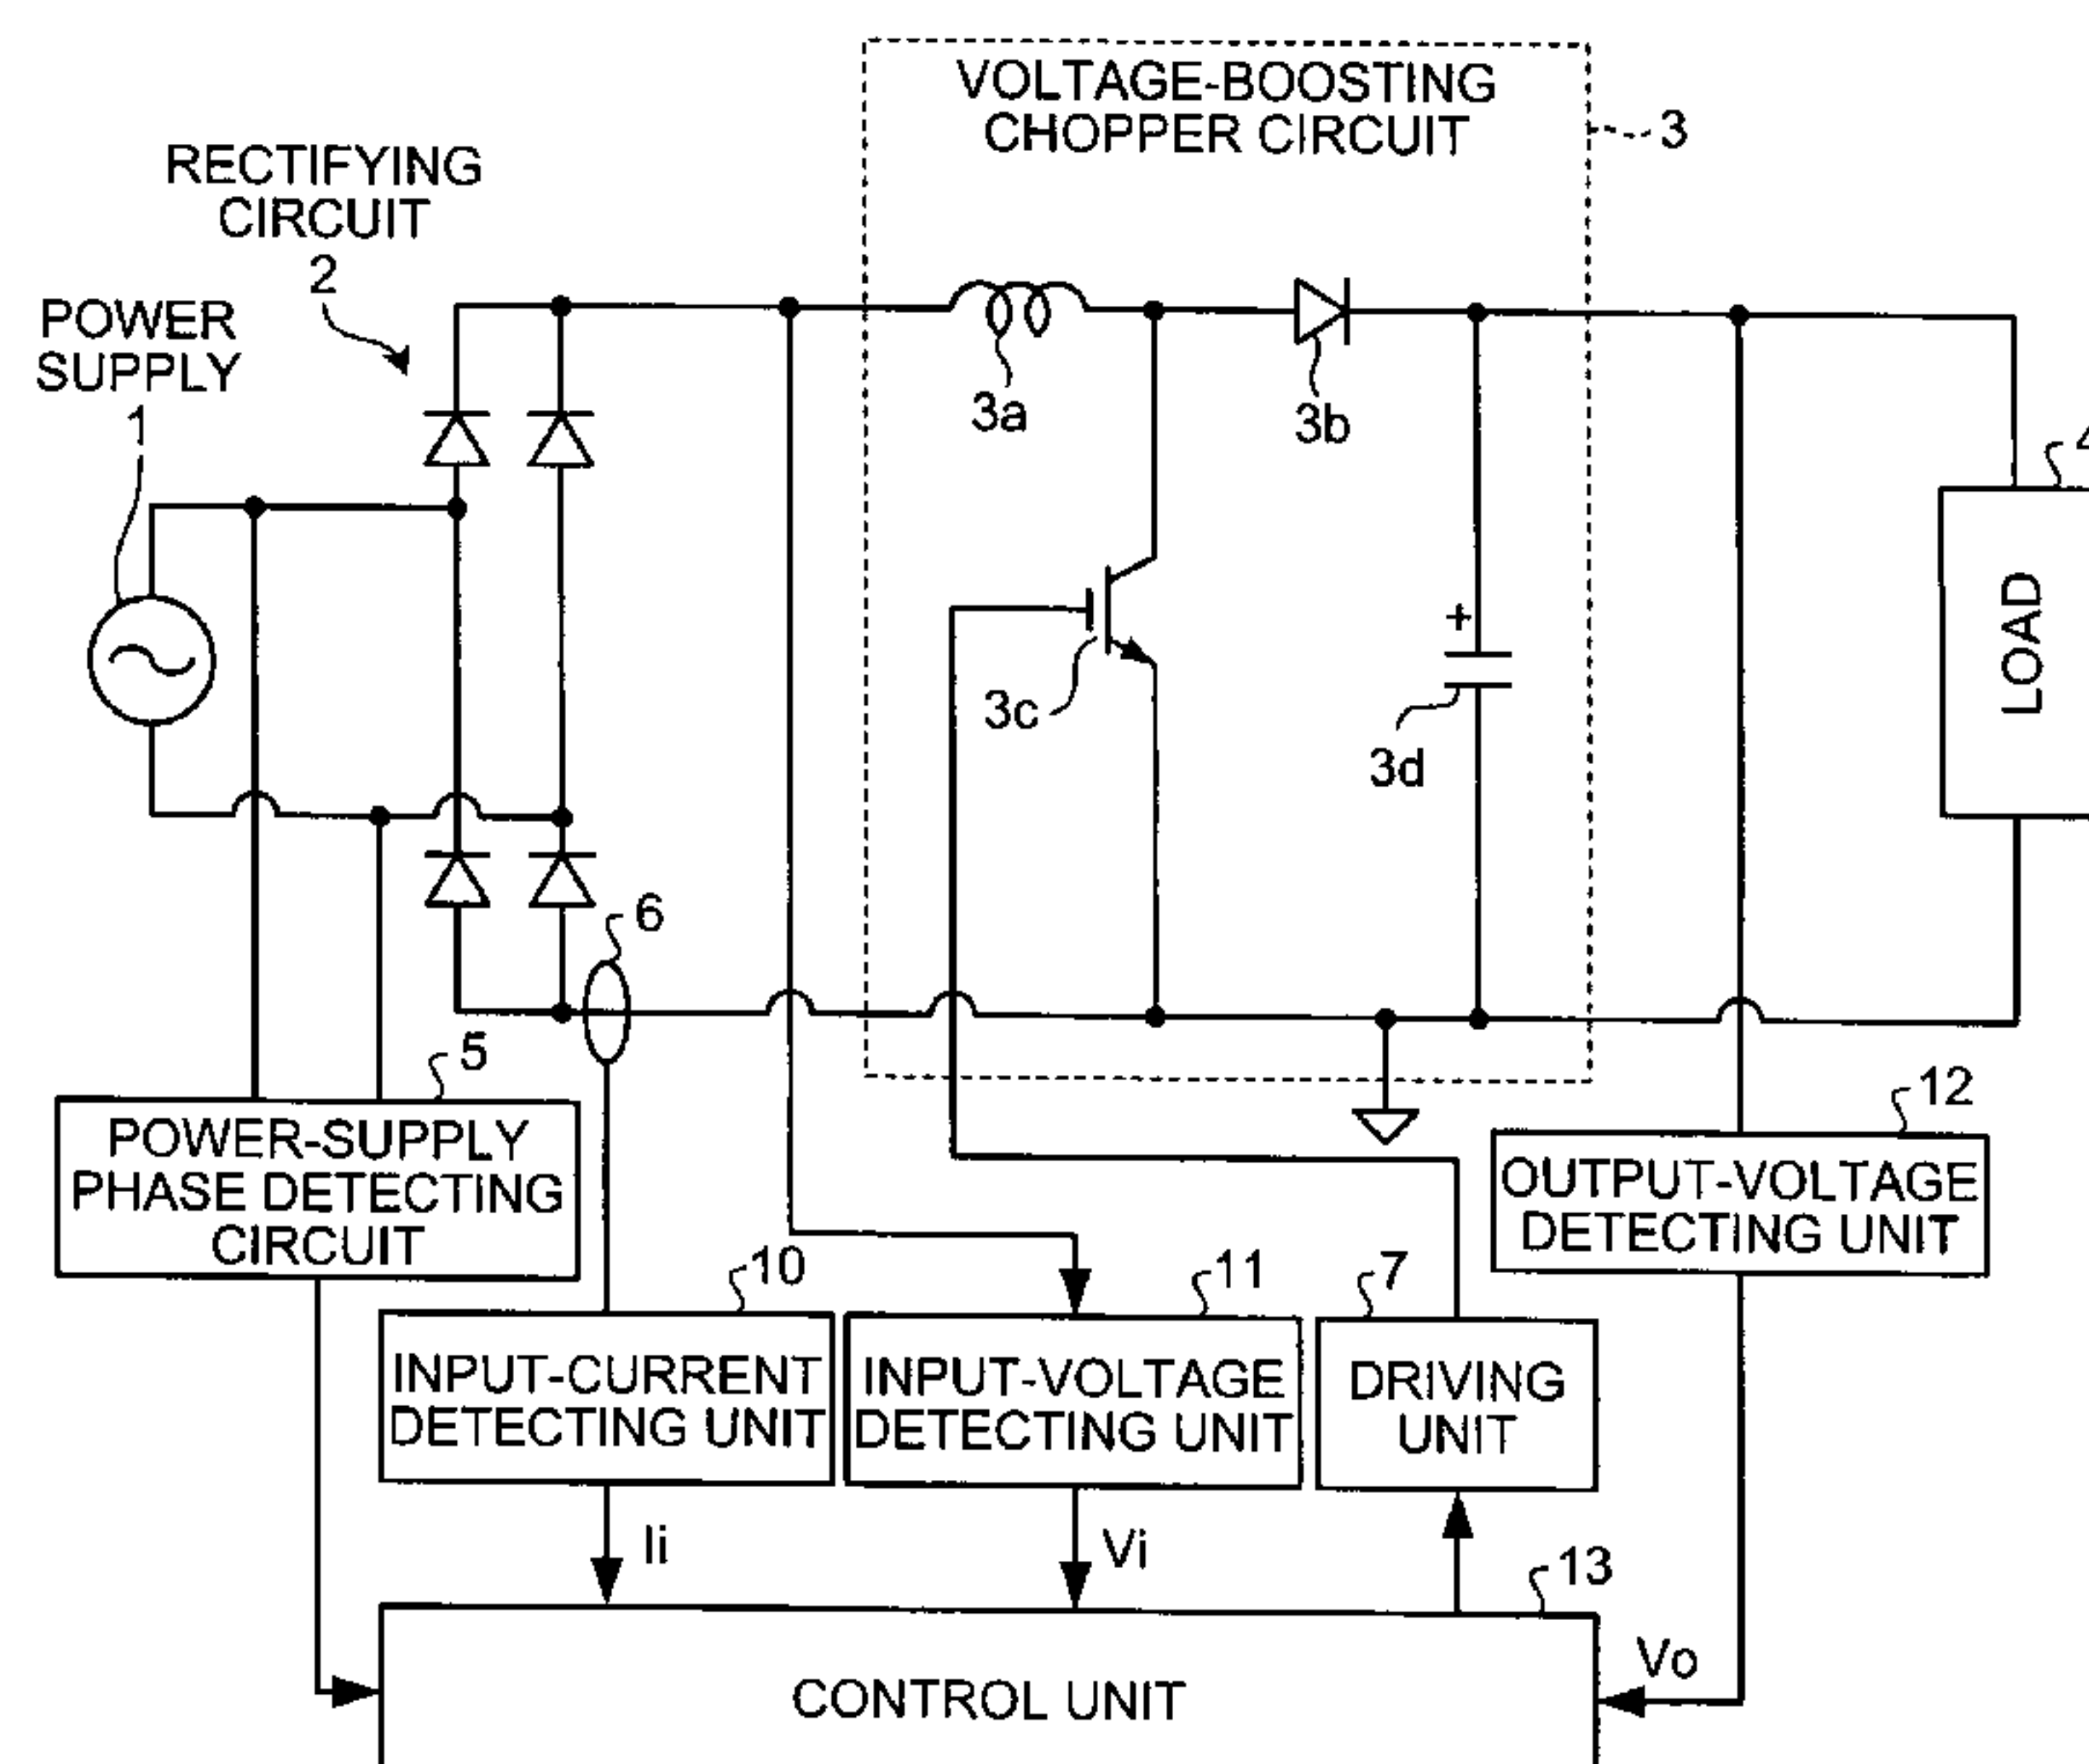 VOLTAGE-BOOSTING
CHOPPER CIRCUIT
3
RECTIFYING
CIRCUIT
2
POWER
SUPPLY
1
3a
3b
4
LOAD
+
3c
3d
6
5
POWER-SUPPLY
PHASE DETECTING
CIRCUIT
12
OUTPUT-VOLTAGE
DETECTING UNIT
10
INPUT-CURRENT
DETECTING UNIT
11
INPUT-VOLTAGE
DETECTING UNIT
7
DRIVING
UNIT
Ii
Vi
13
Vo
CONTROL UNIT